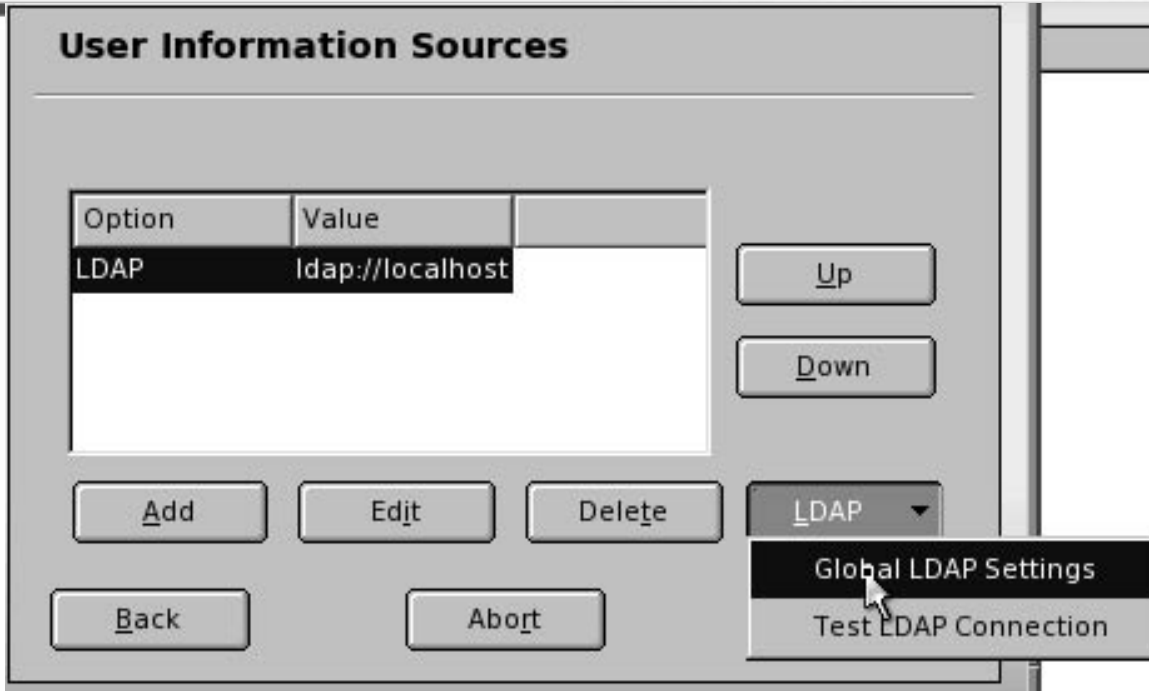 User Information Sources
Option Value
LDAP ldap://localhost
Up
Down
Add Edit Delete LDAP
Global LDAP Settings
Back Abort
Test LDAP Connection